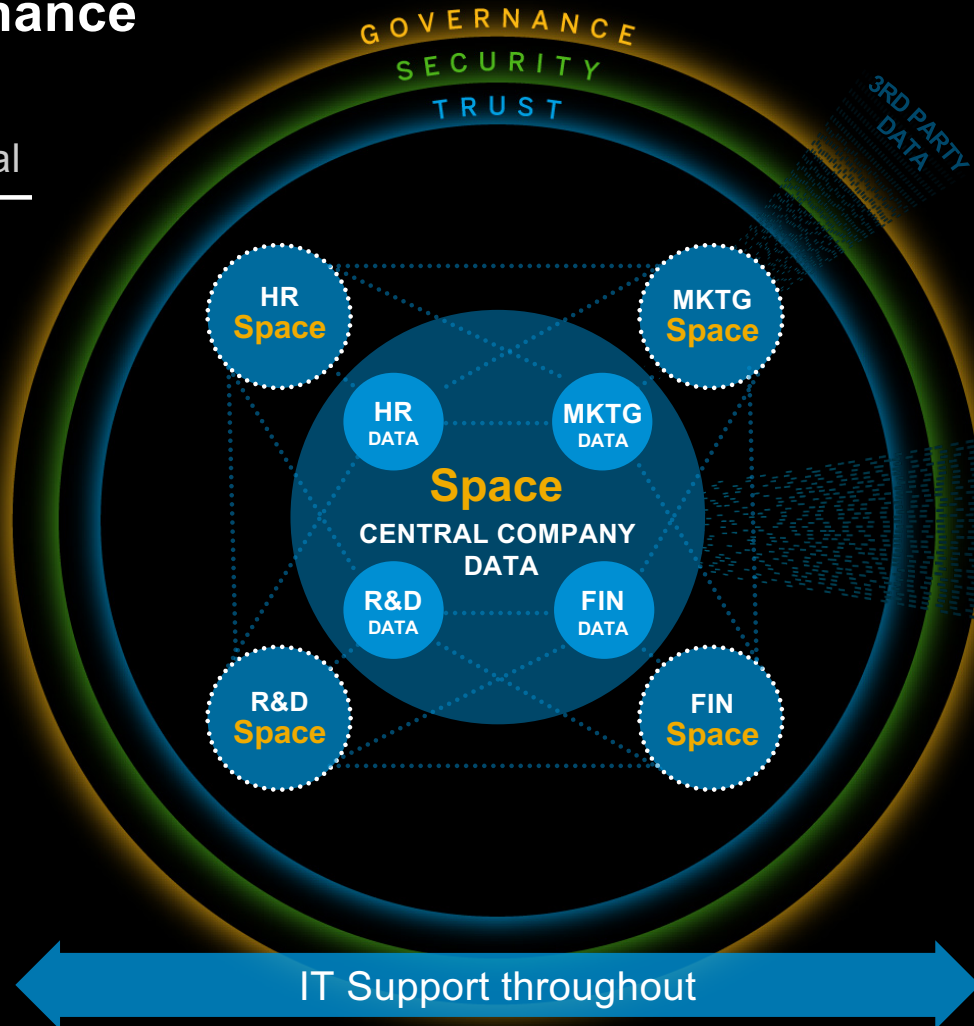 nance
GOVERNANCE
SECURITY
TRUST
3RD PARTY
DATA
al
HR
Space
MKTG
Space
HR
DATA
MKTG
DATA
Space
CENTRAL COMPANY
DATA
R&D
DATA
FIN
DATA
R&D
Space
FIN
Space
IT Support throughout